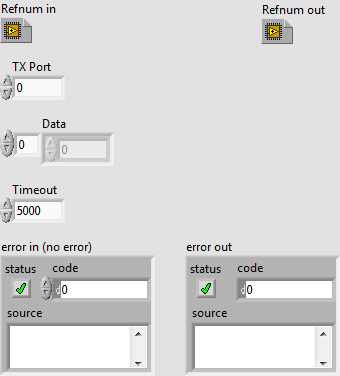 Refnum in
Refnum out
TX Port
0
Data
0
0
Timeout
5000
error in (no error)
error out
status
code
0
status
code
0
source
source